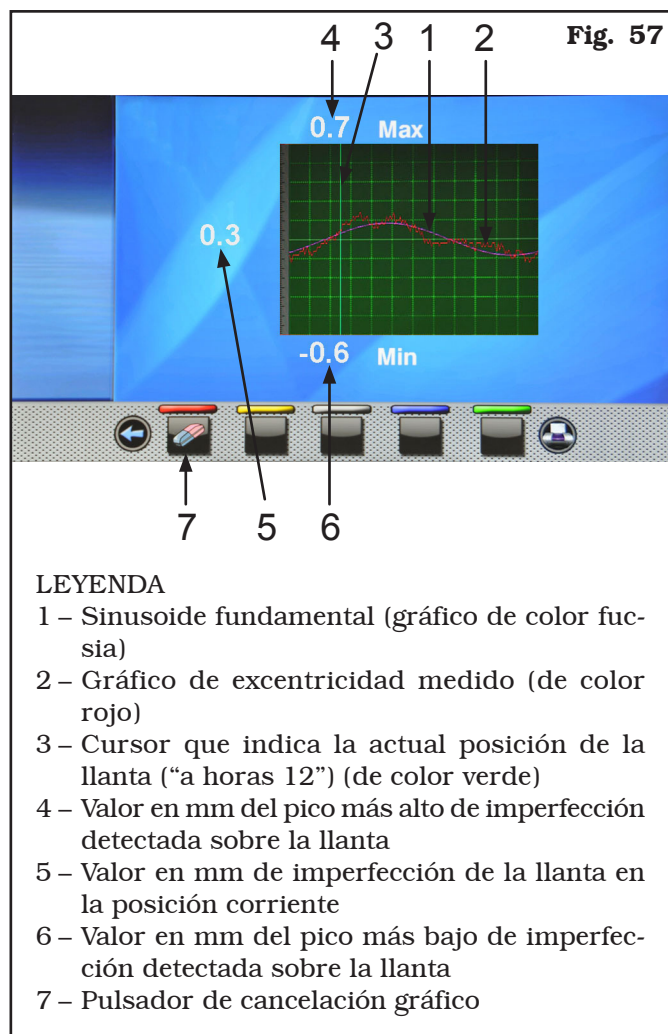 4 3 1 2 Fig. 57
0.7 Max
0.3
-0.6 Min
7 5 6
LEYENDA
1 – Sinusoide fundamental (gráfico de color fuc-
sia)
2 – Gráfico de excentricidad medido (de color
rojo)
3 – Cursor que indica la actual posición de la
llanta (“a horas 12”) (de color verde)
4 – Valor en mm del pico más alto de imperfección
detectada sobre la llanta
5 – Valor en mm de imperfección de la llanta en
la posición corriente
6 – Valor en mm del pico más bajo de imperfec-
ción detectada sobre la llanta
7 – Pulsador de cancelación gráfico